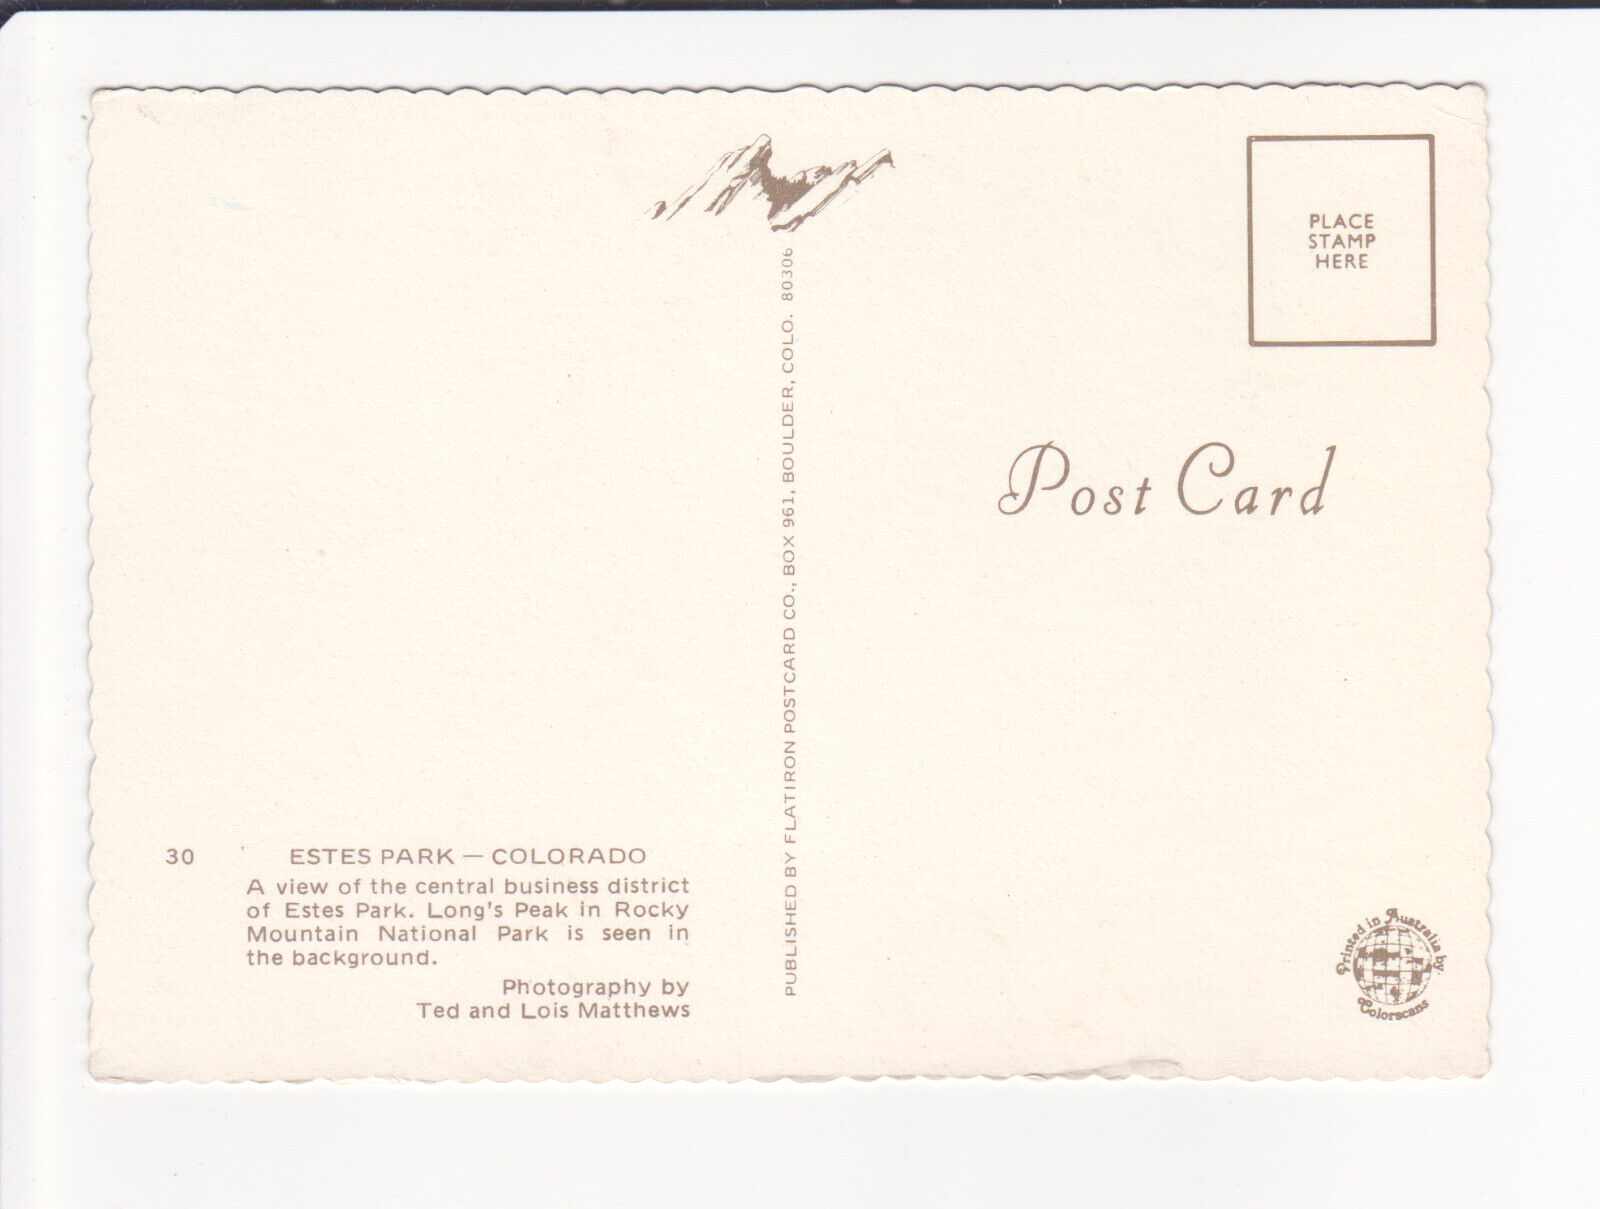 PLACE
STAMP
HERE
Post Card
30 ESTES PARK — COLORADO
A view of the central business district
of Estes Park. Long's Peak in Rocky
Mountain National Park is seen in
the background.
Photography by
Ted and Lois Matthews
PUBLISHED BY FLATIRON POSTCARD CO., BOX 961, BOULDER, COLO. 80306
Printed in Australia by
Colorscans